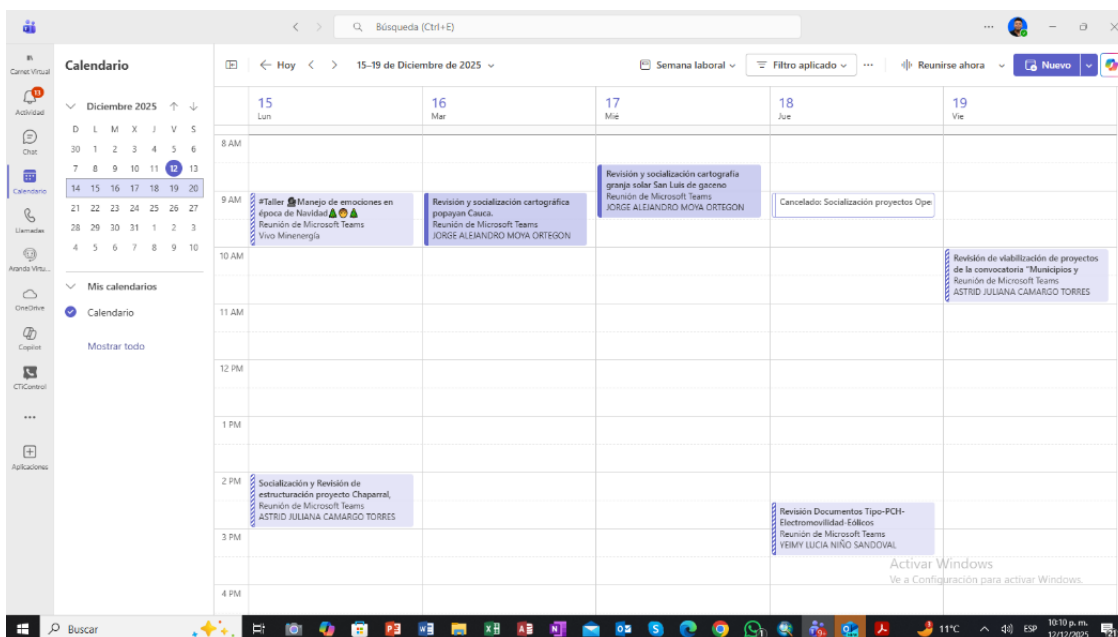 Búsqueda (Ctrl+E)
Carnet Virtual
13
Actividad
Chat
Calendario
Llamadas
Aranda Virtu...
OneDrive
Copilot
CTIControl
Aplicaciones
Calendario
Hoy
15–19 de Diciembre de 2025
Semana laboral
Filtro aplicado
Reunirse ahora
Nuevo
Diciembre 2025
D L M X J V S
30 1 2 3 4 5 6
7 8 9 10 11 12 13
14 15 16 17 18 19 20
21 22 23 24 25 26 27
28 29 30 31 1 2 3
4 5 6 7 8 9 10
Mis calendarios
Calendario
Mostrar todo
15
Lun
16
Mar
17
Mié
18
Jue
19
Vie
8 AM
9 AM
10 AM
11 AM
12 PM
1 PM
2 PM
3 PM
4 PM
#Taller Manejo de emociones en
época de Navidad
Reunión de Microsoft Teams
Vivo Minenergía
Socialización y Revisión de
estructuración proyecto Chaparral,
Reunión de Microsoft Teams
ASTRID JULIANA CAMARGO TORRES
Revisión y socialización cartográfica
popayan Cauca.
Reunión de Microsoft Teams
JORGE ALEJANDRO MOYA ORTEGON
Revisión y socialización cartografía
granja solar San Luis de gaceno
Reunión de Microsoft Teams
JORGE ALEJANDRO MOYA ORTEGON
Cancelado: Socialización proyectos Ope
Revisión Documentos Tipo-PCH-
Electromovilidad-Eólicos
Reunión de Microsoft Teams
YEIMY LUCIA NIÑO SANDOVAL
Revisión de viabilización de proyectos
de la convocatoria "Municipios y
Reunión de Microsoft Teams
ASTRID JULIANA CAMARGO TORRES
Activar Windows
Ve a Configuración para activar Windows.
Buscar
11°C
ESP
10:10 p. m.
12/12/2025